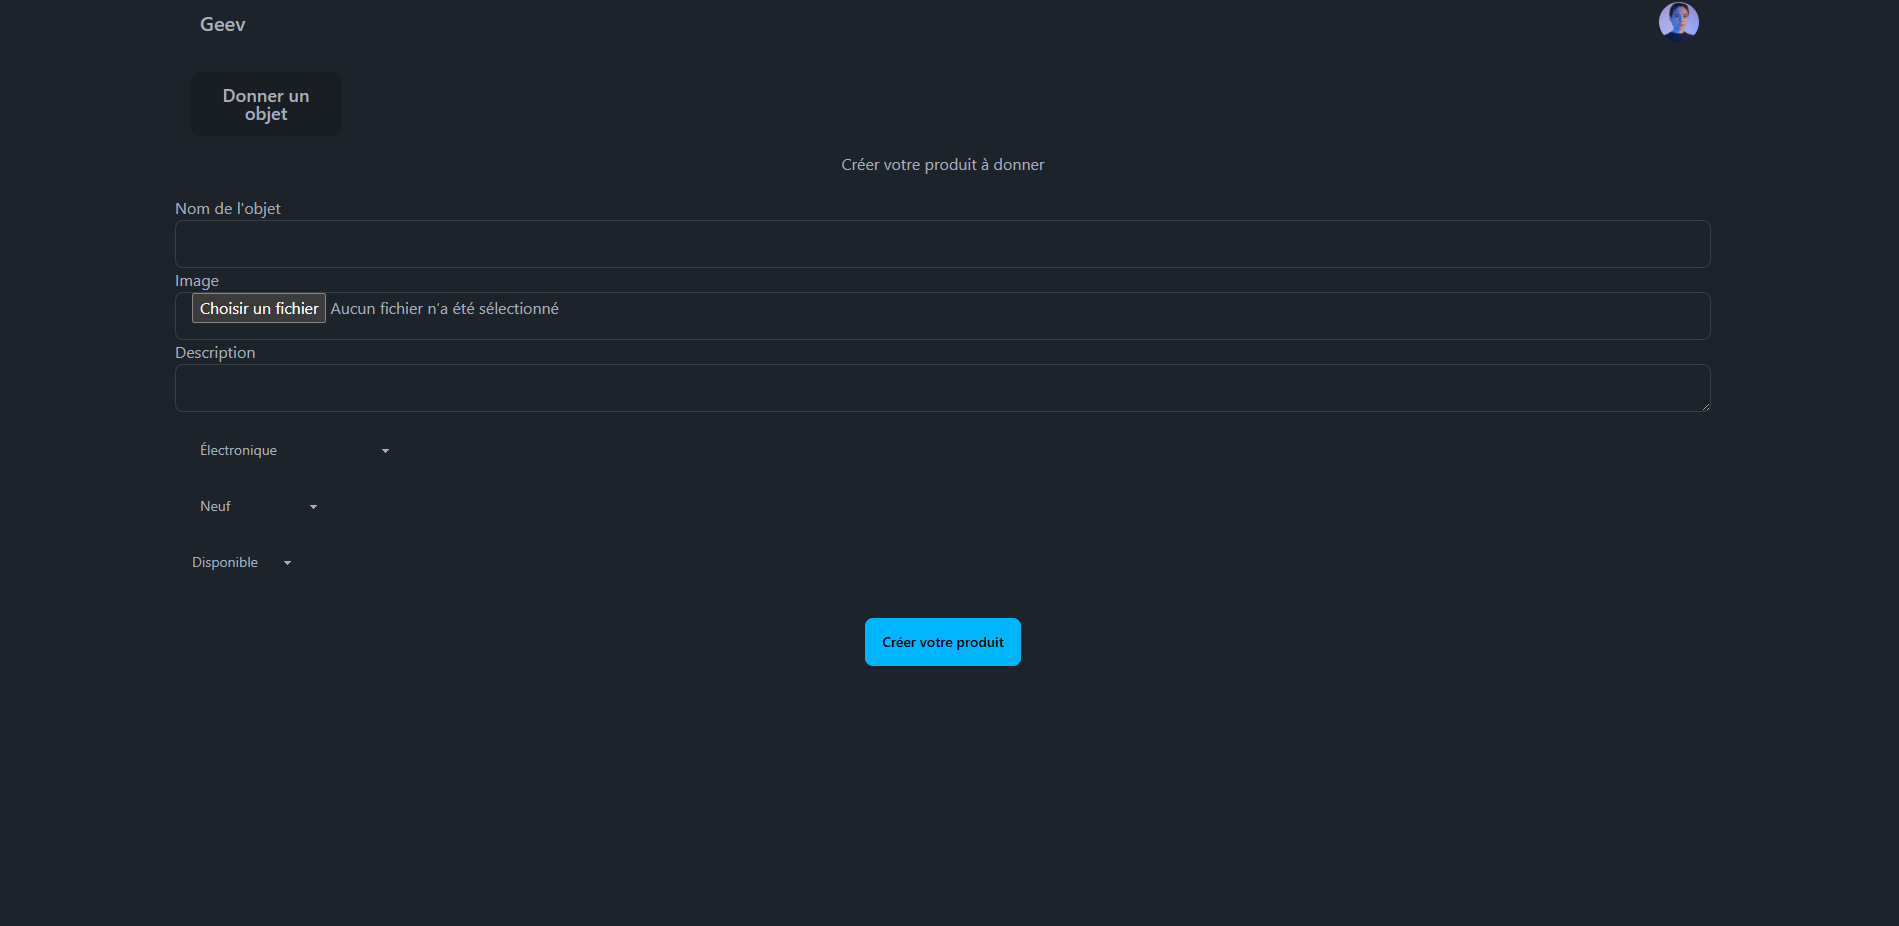 Geev
Donner un
objet
Créer votre produit à donner
Nom de l'objet
Image
Choisir un fichier Aucun fichier n’a été sélectionné
Description
Électronique
Neuf
Disponible
Créer votre produit